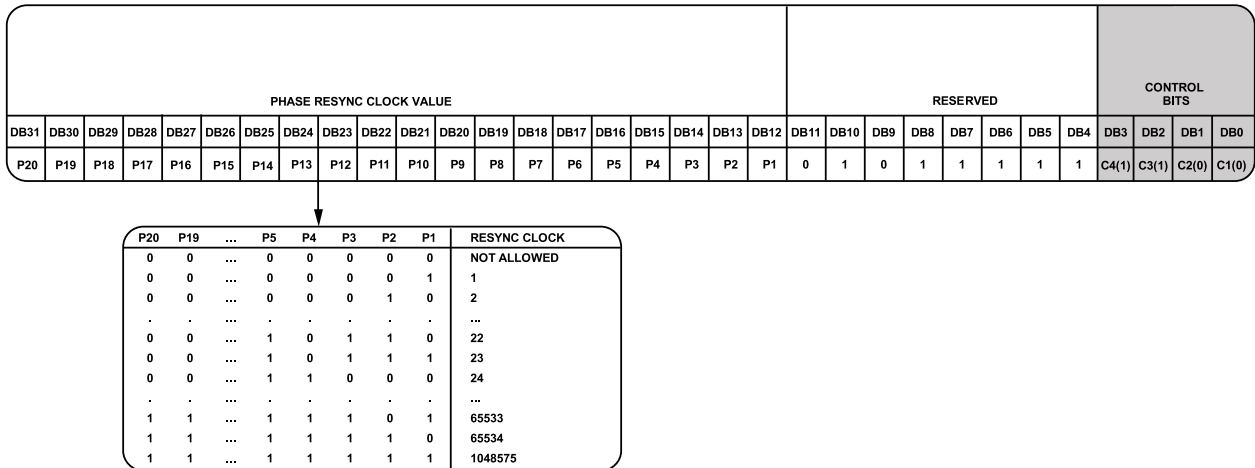 PHASE RESYNC CLOCK VALUE RESERVED CONTROL
BITS
DB31 DB30 DB29 DB28 DB27 DB26 DB25 DB24 DB23 DB22 DB21 DB20 DB19 DB18 DB17 DB16 DB15 DB14 DB13 DB12 DB11 DB10 DB9 DB8 DB7 DB6 DB5 DB4 DB3 DB2 DB1 DB0
P20 P19 P18 P17 P16 P15 P14 P13 P12 P11 P10 P9 P8 P7 P6 P5 P4 P3 P2 P1 0 1 0 1 1 1 1 1 C4(1) C3(1) C2(0) C1(0)
P20 P19 ... P5 P4 P3 P2 P1 RESYNC CLOCK
0 0 ... 0 0 0 0 0 NOT ALLOWED
0 0 ... 0 0 0 0 1 1
0 0 ... 0 0 0 1 0 2
. . ... . . . . . ...
0 0 ... 1 0 1 1 0 22
0 0 ... 1 0 1 1 1 23
0 0 ... 1 1 0 0 0 24
. . ... . . . . . ...
1 1 ... 1 1 1 0 1 65533
1 1 ... 1 1 1 1 0 65534
1 1 ... 1 1 1 1 1 1048575